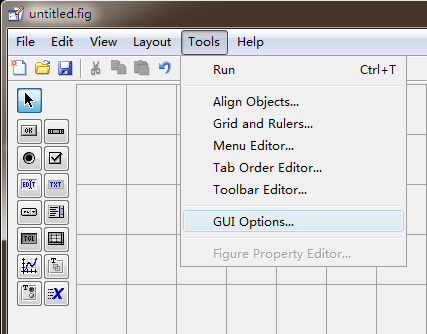 untitled.fig
File Edit View Layout Tools Help
Run Ctrl+T
Align Objects...
Grid and Rulers...
Menu Editor...
Tab Order Editor...
Toolbar Editor...
GUI Options...
Figure Property Editor...
OK
EDIT TXT
TGL